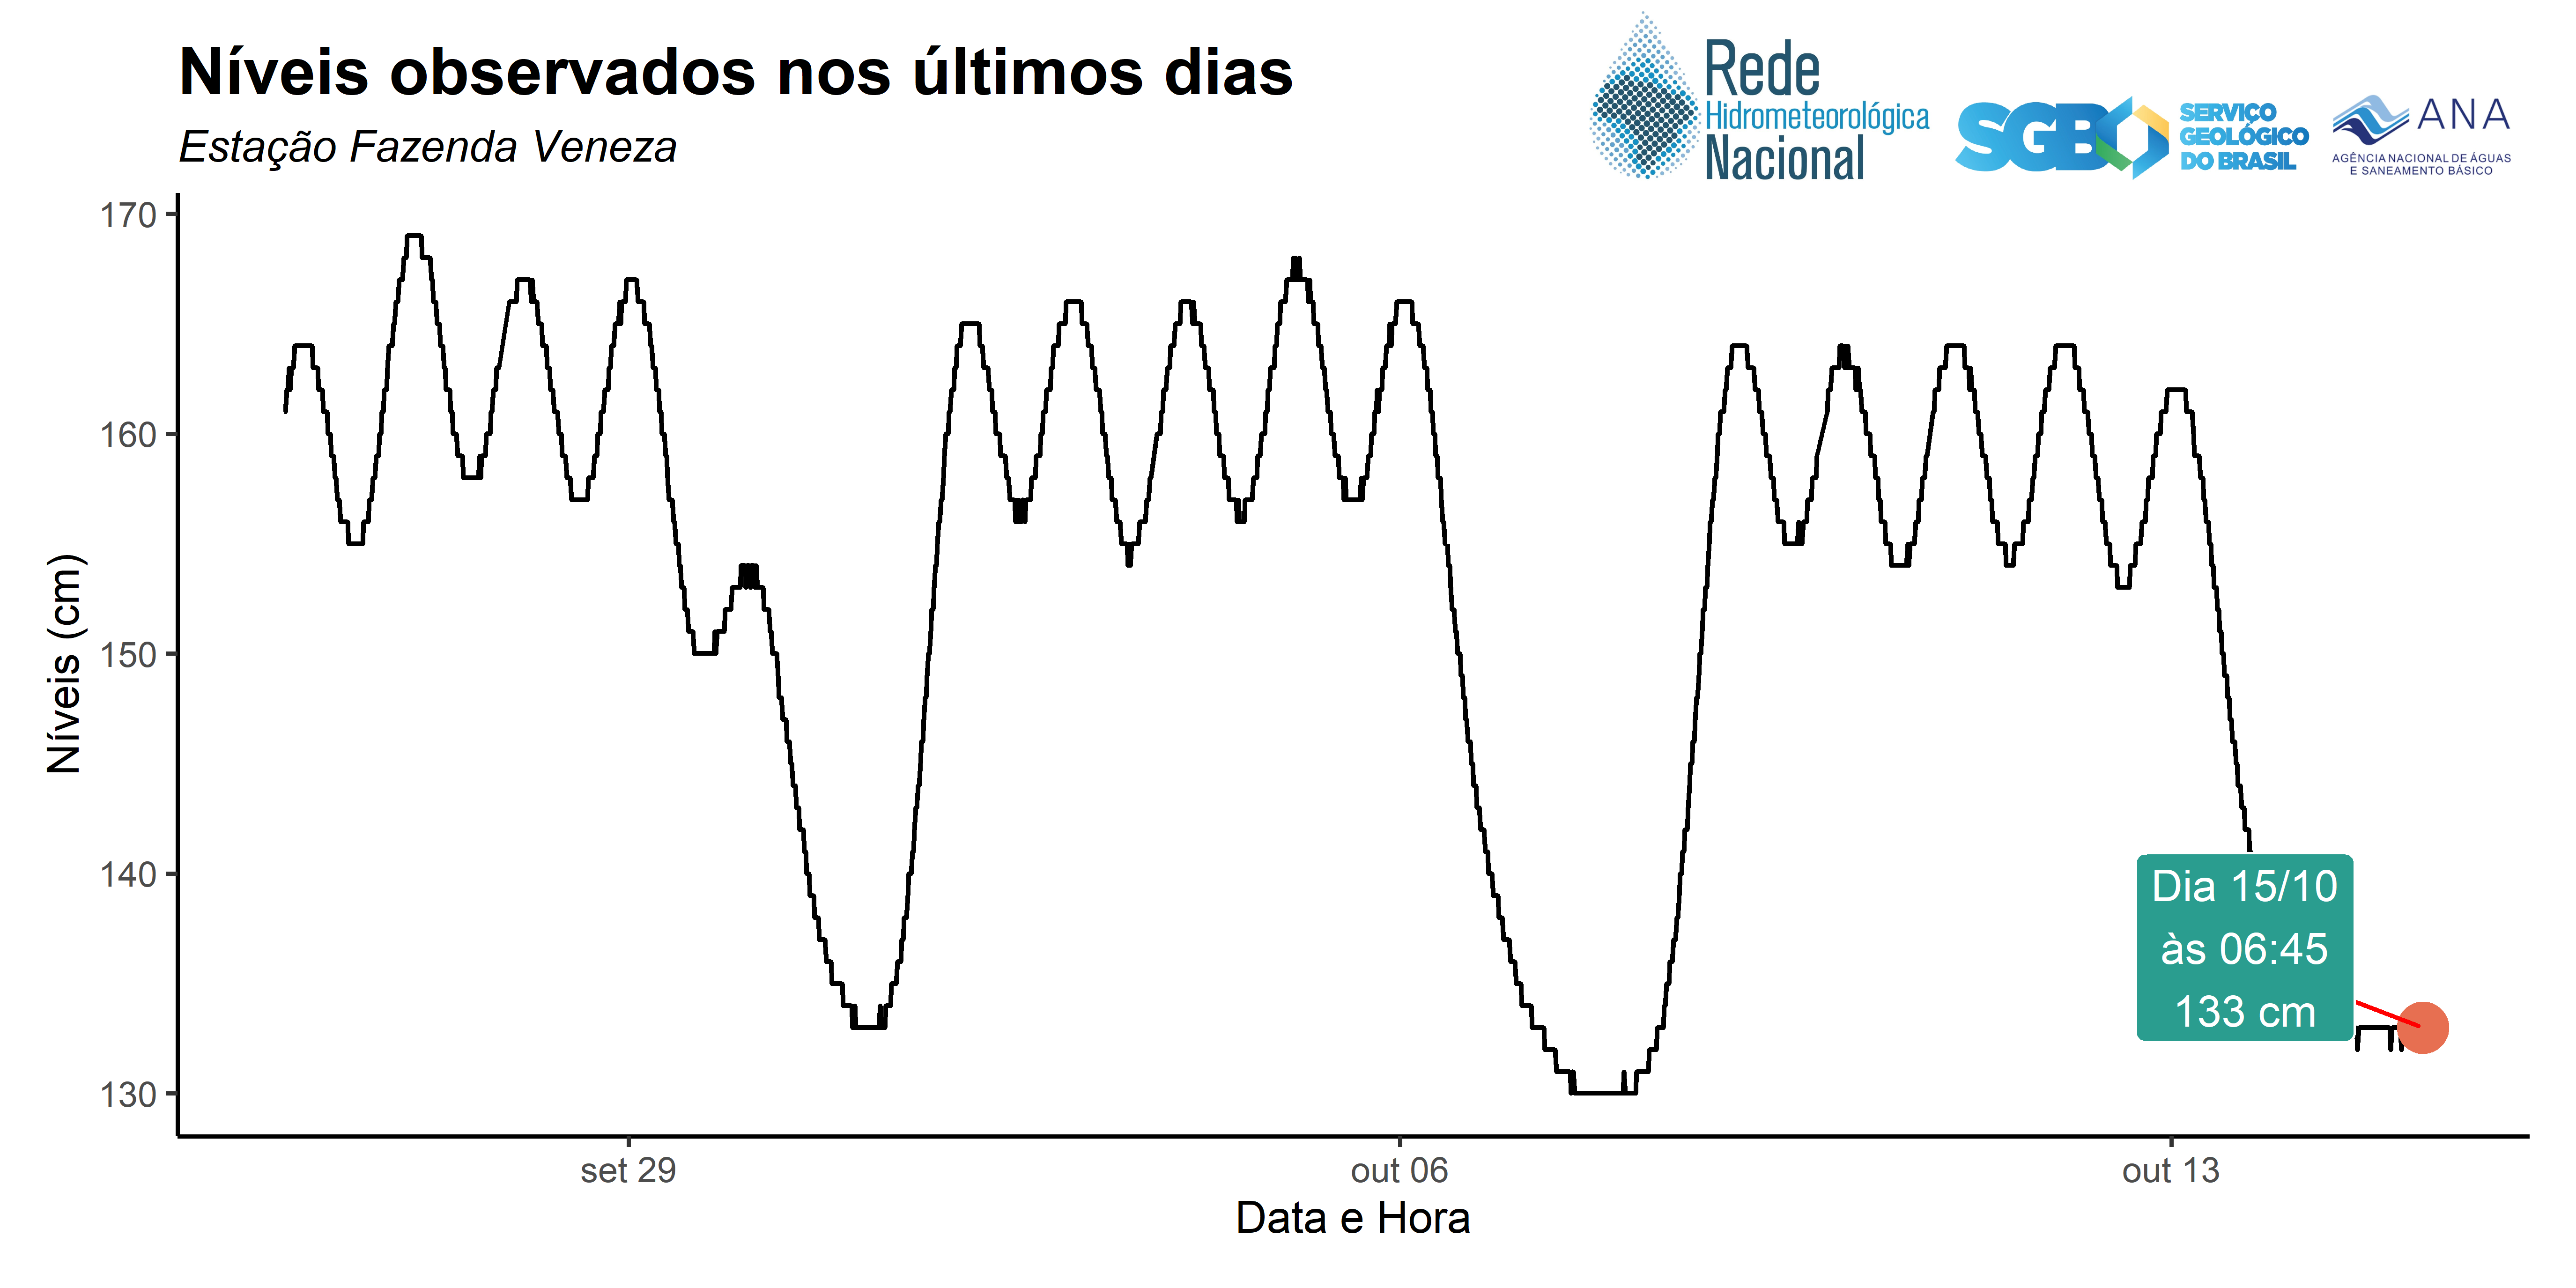 Níveis observados nos últimos dias
Estação Fazenda Veneza
Rede
Hidrometeorológica
Nacional
SGB
SERVIÇO
GEOLÓGICO
DO BRASIL
ANA
AGÊNCIA NACIONAL DE ÁGUAS
E SANEAMENTO BÁSICO
Níveis (cm)
170
160
150
140
130
Dia 15/10
às 06:45
133 cm
set 29
out 06
out 13
Data e Hora